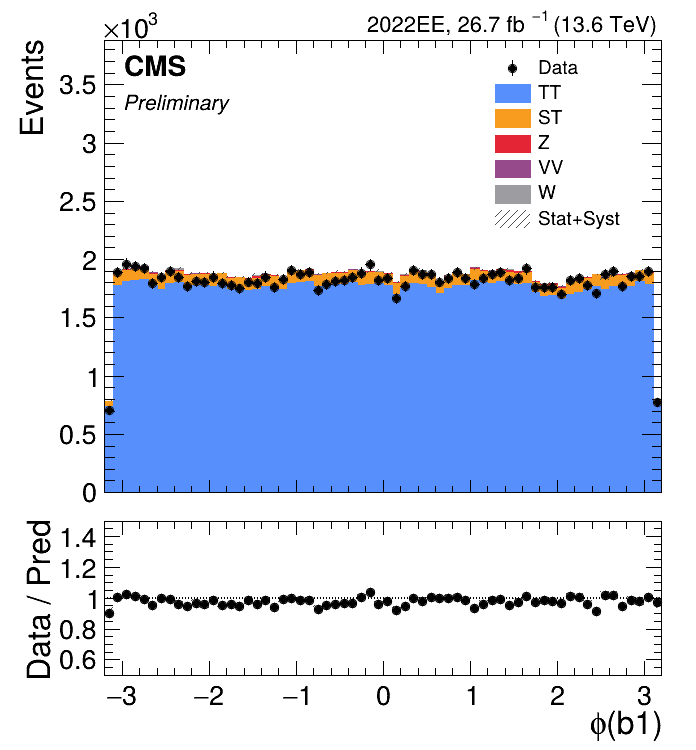 ×10³ 2022EE, 26.7 fb⁻¹ (13.6 TeV)
CMS
Preliminary
Events
Data
TT
ST
Z
VV
W
Stat+Syst
3.5
3
2.5
2
1.5
1
0.5
0
Data / Pred
1.4
1.2
1
0.8
0.6
−3 −2 −1 0 1 2 3
ϕ(b1)